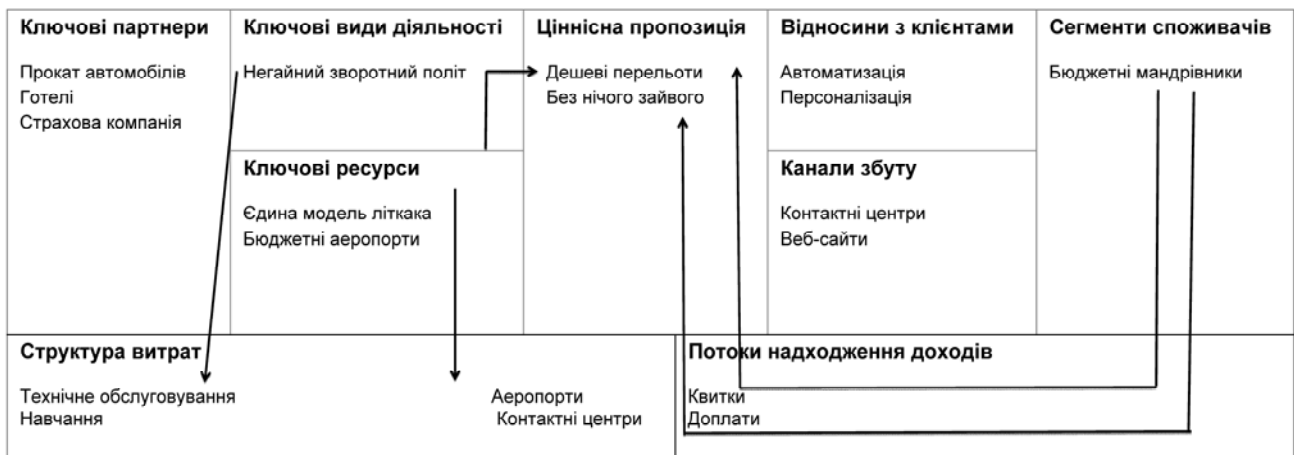 Ключові партнери
Прокат автомобілів
Готелі
Страхова компанія
Ключові види діяльності
Негайний зворотний політ
Ключові ресурси
Єдина модель літкака
Бюджетні аеропорти
Ціннісна пропозиція
Дешеві перельоти
Без нічого зайвого
Відносини з клієнтами
Автоматизація
Персоналізація
Канали збуту
Контактні центри
Веб-сайти
Сегменти споживачів
Бюджетні мандрівники
Структура витрат
Технічне обслуговування
Навчання
Аеропорти
Контактні центри
Потоки надходження доходів
Квитки
Доплати